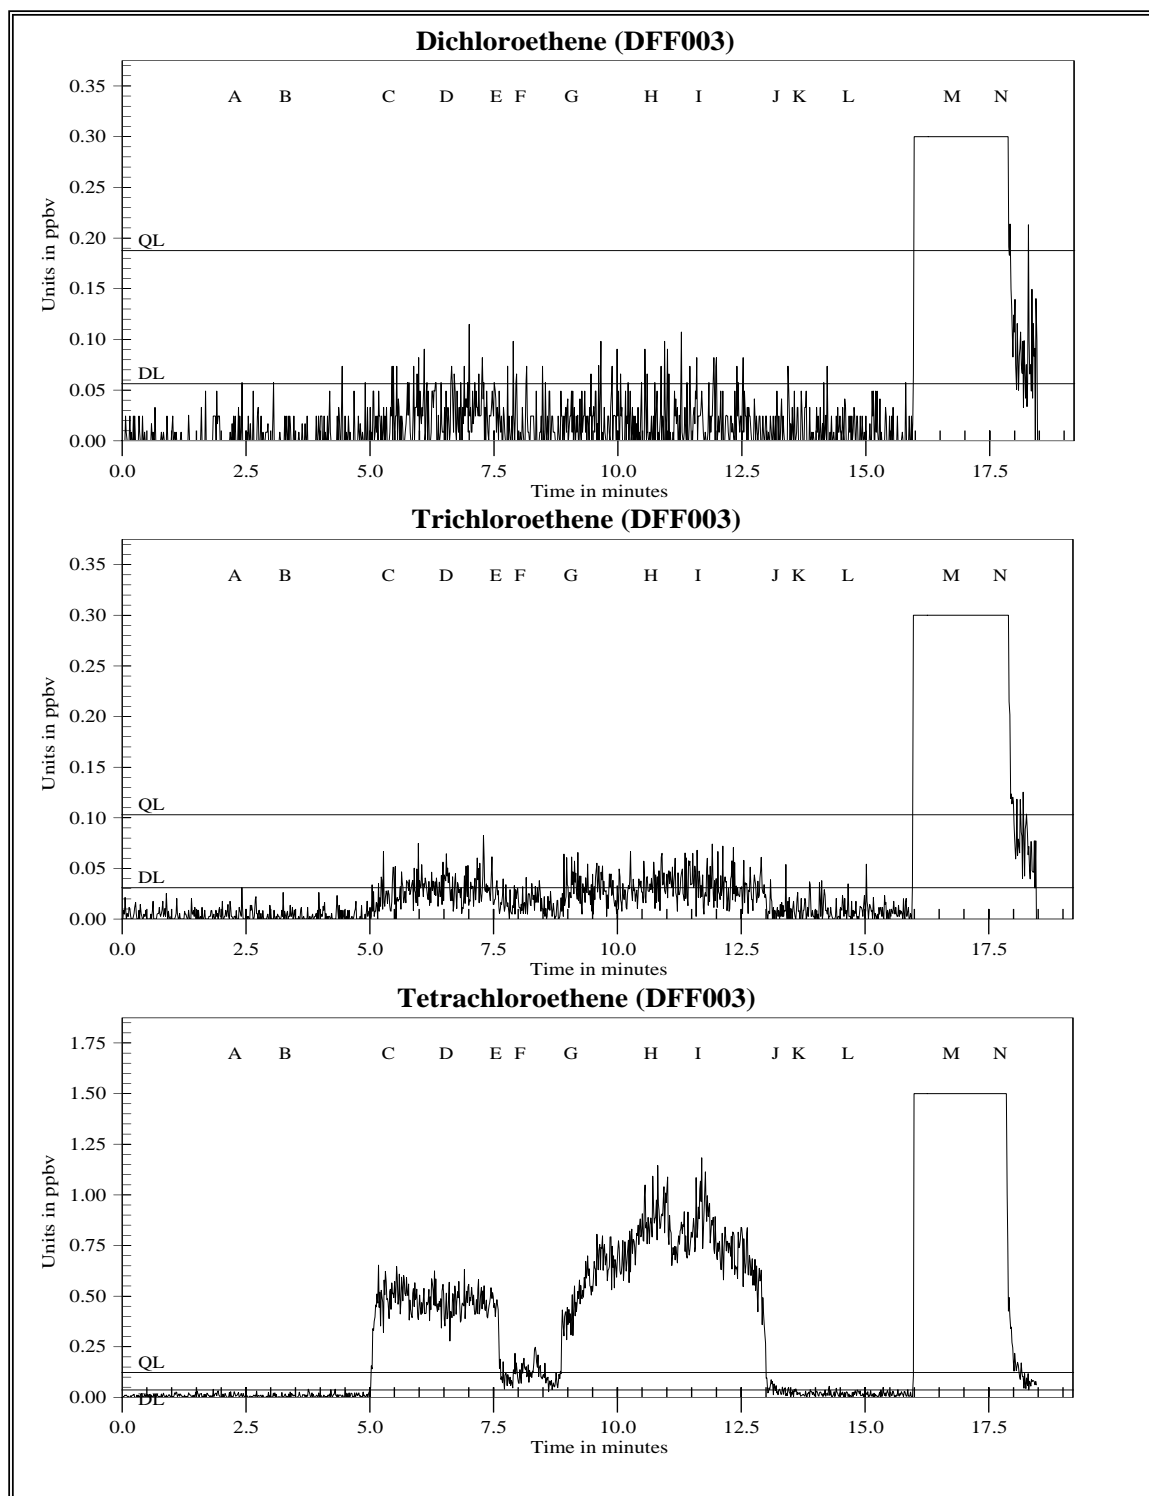 Dichloroethene (DFF003)
0.35
A B C D E F G H I J K L M N
0.30
0.25
Units in ppbv
0.20
QL
0.15
0.10
DL
0.05
0.00
0.0 2.5 5.0 7.5 10.0 12.5 15.0 17.5
Time in minutes
Trichloroethene (DFF003)
0.35
A B C D E F G H I J K L M N
0.30
0.25
Units in ppbv
0.20
0.15
QL
0.10
0.05
DL
0.00
0.0 2.5 5.0 7.5 10.0 12.5 15.0 17.5
Time in minutes
Tetrachloroethene (DFF003)
1.75
A B C D E F G H I J K L M N
1.50
1.25
Units in ppbv
1.00
0.75
0.50
0.25
QL
0.00
DL
0.0 2.5 5.0 7.5 10.0 12.5 15.0 17.5
Time in minutes